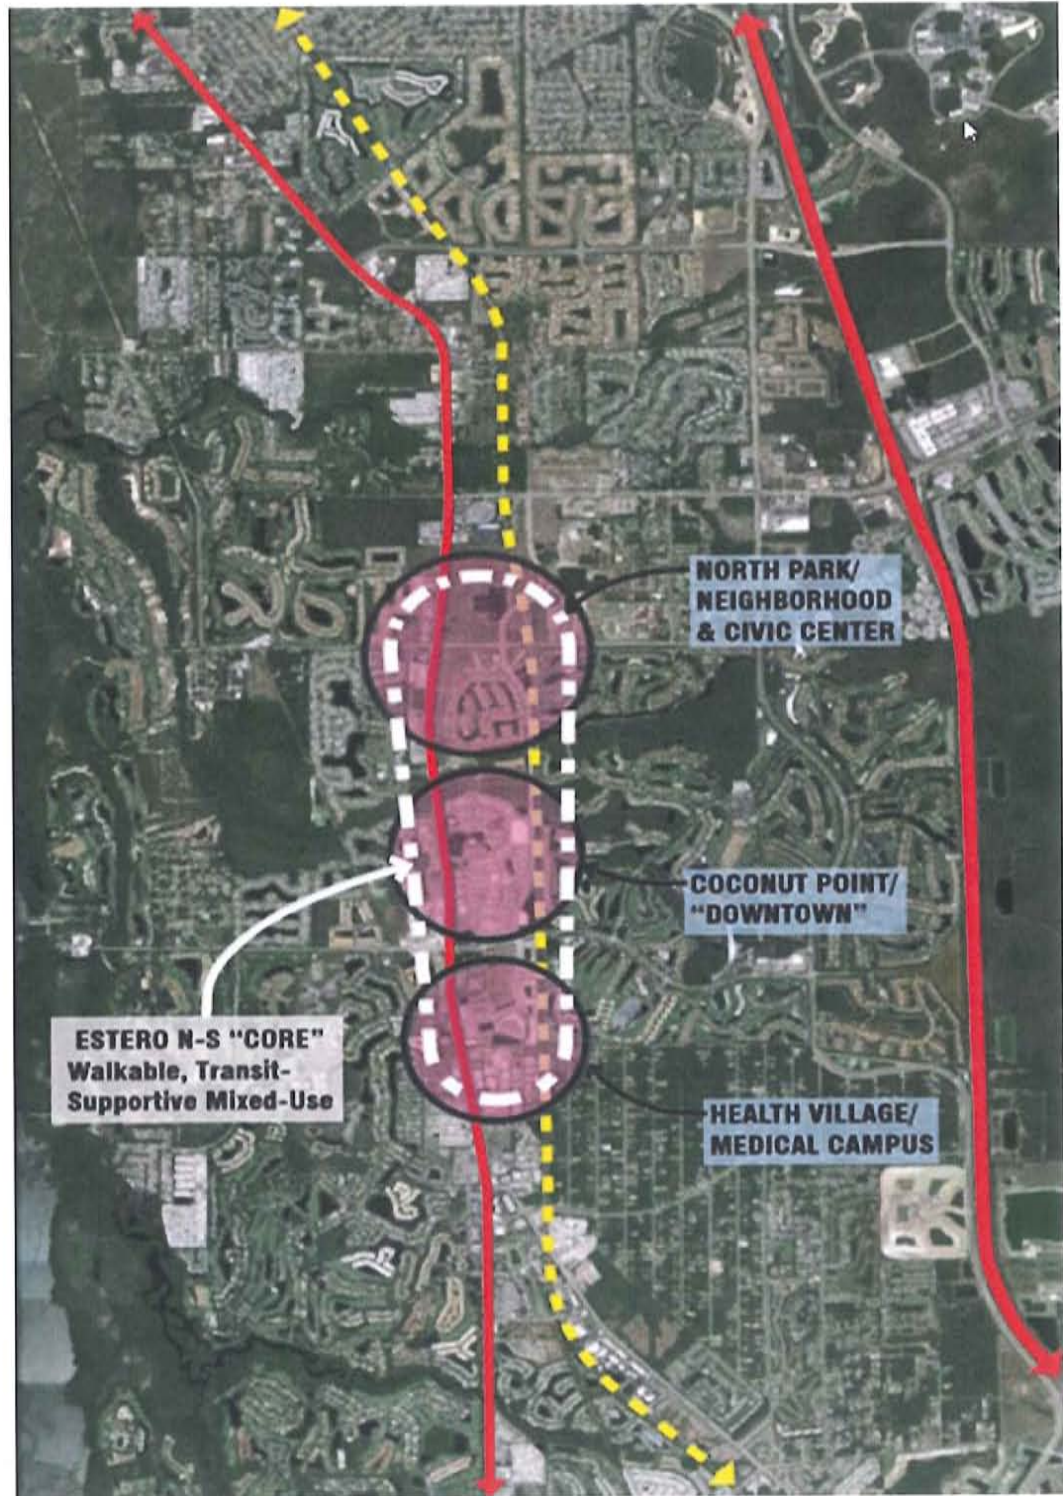 NORTH PARK/
NEIGHBORHOOD
& CIVIC CENTER
COCONUT POINT/
“DOWNTOWN”
ESTERO N-S “CORE”
Walkable, Transit-
Supportive Mixed-Use
HEALTH VILLAGE/
MEDICAL CAMPUS